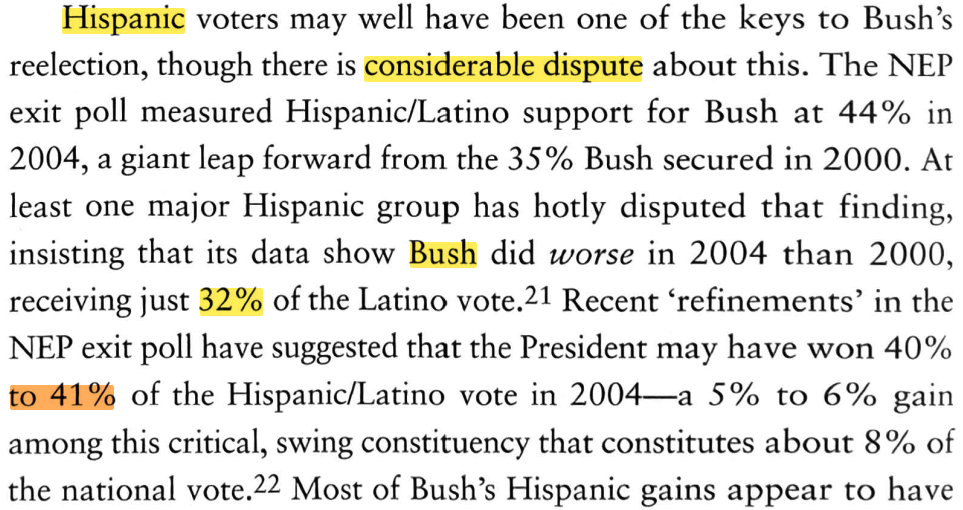 Hispanic voters may well have been one of the keys to Bush's
reelection, though there is considerable dispute about this. The NEP
exit poll measured Hispanic/Latino support for Bush at 44% in
2004, a giant leap forward from the 35% Bush secured in 2000. At
least one major Hispanic group has hotly disputed that finding,
insisting that its data show Bush did worse in 2004 than 2000,
receiving just 32% of the Latino vote.21 Recent 'refinements' in the
NEP exit poll have suggested that the President may have won 40%
to 41% of the Hispanic/Latino vote in 2004—a 5% to 6% gain
among this critical, swing constituency that constitutes about 8% of
the national vote.22 Most of Bush's Hispanic gains appear to have